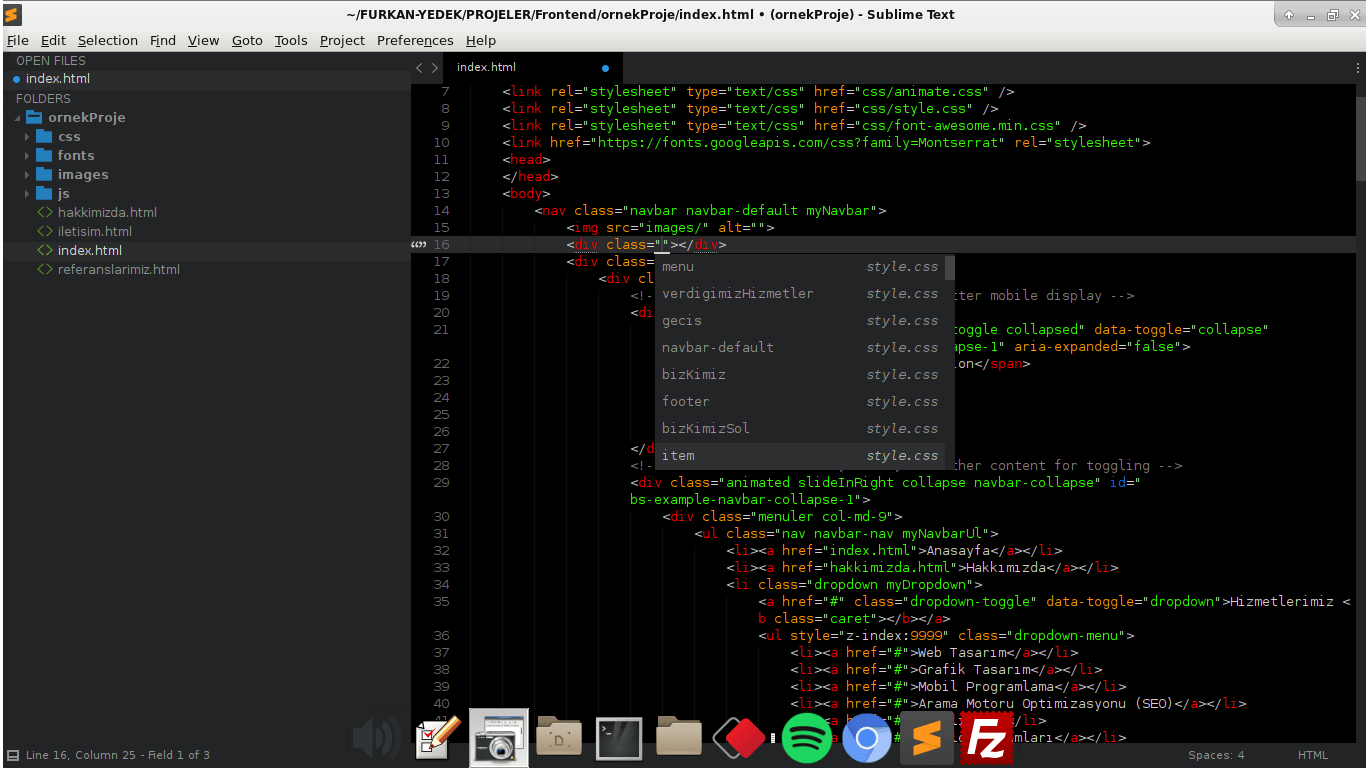 ~/FURKAN-YEDEK/PROJELER/Frontend/ornekProje/index.html • (ornekProje) - Sublime Text
File Edit Selection Find View Goto Tools Project Preferences Help
OPEN FILES
index.html
FOLDERS
ornekProje
css
fonts
images
js
hakkimizda.html
iletisim.html
index.html
referanslarimiz.html
index.html
7 <link rel="stylesheet" type="text/css" href="css/animate.css" />
8 <link rel="stylesheet" type="text/css" href="css/style.css" />
9 <link rel="stylesheet" type="text/css" href="css/font-awesome.min.css" />
10 <link href="https://fonts.googleapis.com/css?family=Montserrat" rel="stylesheet">
11 <head>
12 </head>
13 <body>
14 <nav class="navbar navbar-default myNavbar">
15 <img src="images/" alt="">
16 <div class=""></div>
17 <div class=
18 <div cl
19 <!- tter mobile display -->
20 <di
21 toggle collapsed" data-toggle="collapse"
apse-1" aria-expanded="false">
22 ion</span>
23
24
25
26
27 </d
28 <!- ther content for toggling -->
menu style.css
verdigimizHizmetler style.css
gecis style.css
navbar-default style.css
bizKimiz style.css
footer style.css
bizKimizSol style.css
item style.css
29 <div class="animated slideInRight collapse navbar-collapse" id="
bs-example-navbar-collapse-1">
30 <div class="menuler col-md-9">
31 <ul class="nav navbar-nav myNavbarUl">
32 <li><a href="index.html">Anasayfa</a></li>
33 <li><a href="hakkimizda.html">Hakkımızda</a></li>
34 <li class="dropdown myDropdown">
35 <a href="#" class="dropdown-toggle" data-toggle="dropdown">Hizmetlerimiz <
b class="caret"></b></a>
36 <ul style="z-index:9999" class="dropdown-menu">
37 <li><a href="#">Web Tasarım</a></li>
38 <li><a href="#">Grafik Tasarım</a></li>
39 <li><a href="#">Mobil Programlama</a></li>
40 <li><a href="#">Arama Motoru Optimizasyonu (SEO)</a></li>
Line 16, Column 25 - Field 1 of 3
Spaces: 4 HTML